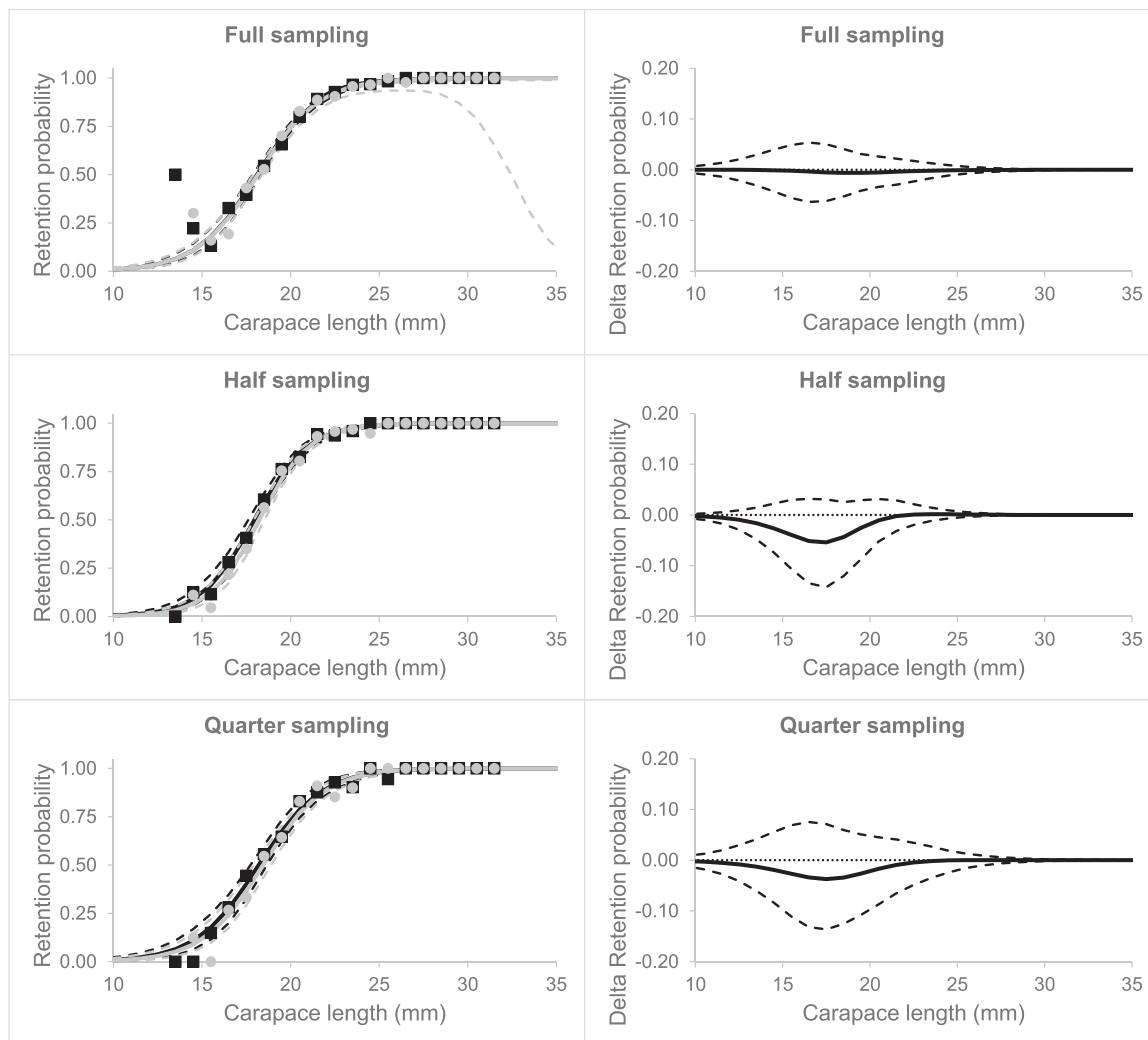 Full sampling
Retention probability
1.00
0.75
0.50
0.25
0.00
10 15 20 25 30 35
Carapace length (mm)
Full sampling
Delta Retention probability
0.20
0.10
0.00
-0.10
-0.20
10 15 20 25 30 35
Carapace length (mm)
Half sampling
Retention probability
1.00
0.75
0.50
0.25
0.00
10 15 20 25 30 35
Carapace length (mm)
Half sampling
Delta Retention probability
0.20
0.10
0.00
-0.10
-0.20
10 15 20 25 30 35
Carapace length (mm)
Quarter sampling
Retention probability
1.00
0.75
0.50
0.25
0.00
10 15 20 25 30 35
Carapace length (mm)
Quarter sampling
Delta Retention probability
0.20
0.10
0.00
-0.10
-0.20
10 15 20 25 30 35
Carapace length (mm)